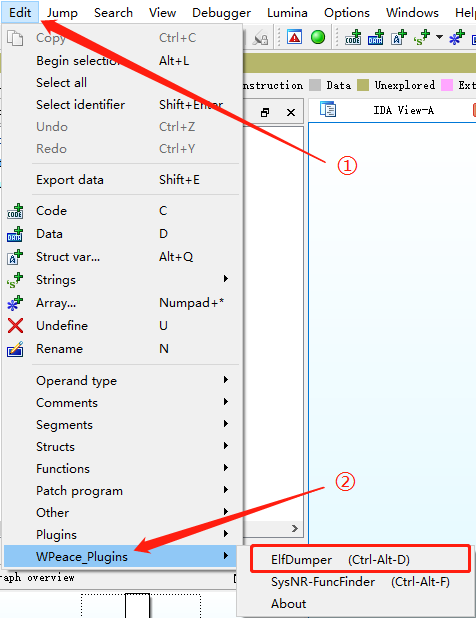 Edit Jump Search View Debugger Lumina Options Windows
Copy Ctrl+C
Begin selection Alt+L
Select all
nstruction Data Unexplored Ext
Select identifier Shift+Enter
Undo Ctrl+Z
IDA View-A
Redo Ctrl+Y
①
Export data Shift+E
Code C
Data D
Struct var... Alt+Q
Strings
Array... Numpad+*
Undefine U
Rename N
Operand type
Comments
Segments
Structs
Functions
②
Patch program
Other
Plugins
WPeace_Plugins
ElfDumper (Ctrl-Alt-D)
raph overview
SysNR-FuncFinder (Ctrl-Alt-F)
About